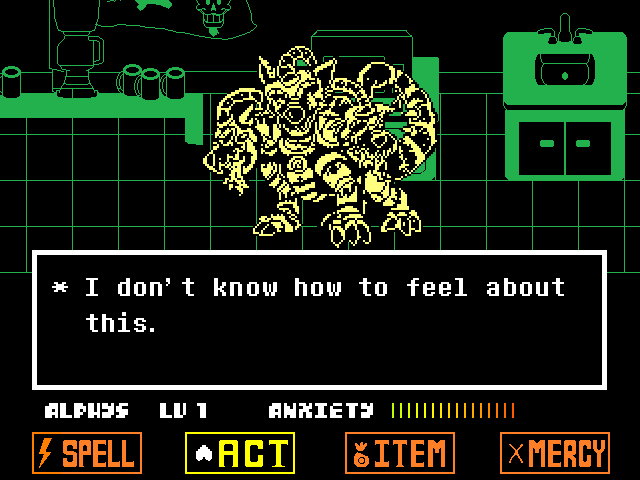 * I don't know how to feel about
this.
ALPHYS LV 1 ANXIETY
SPELL ACT ITEM MERCY